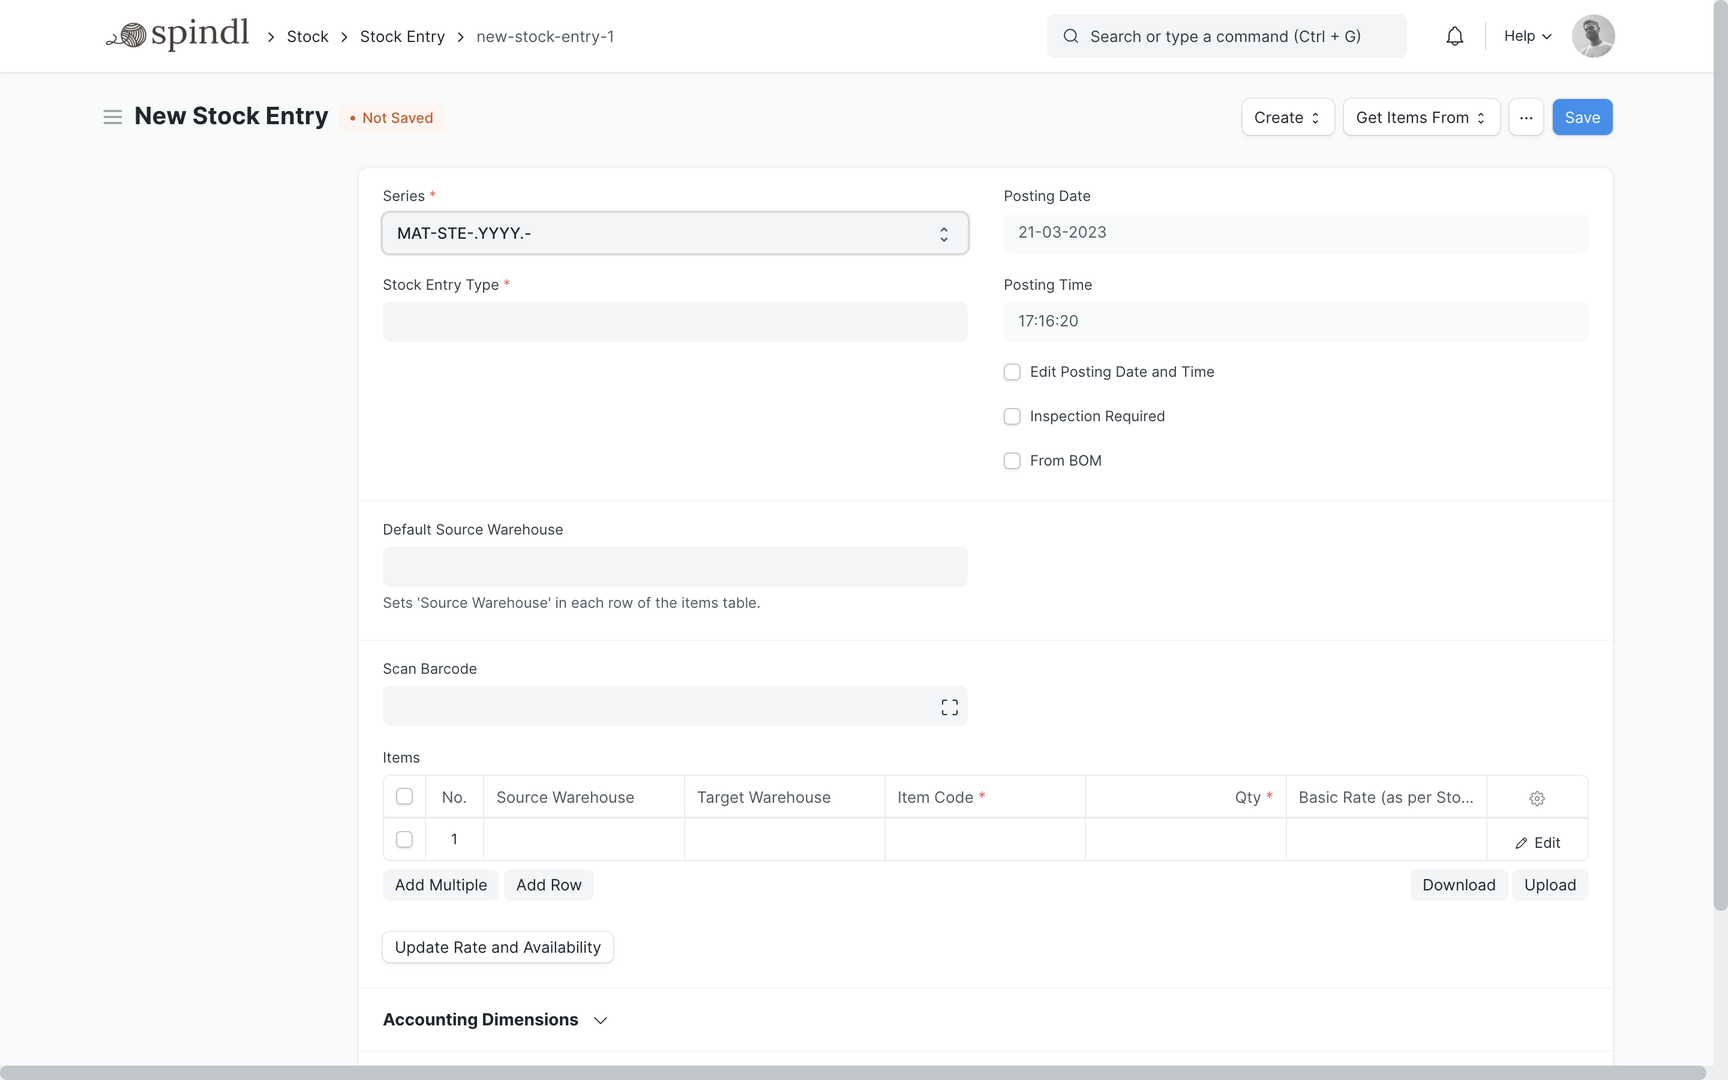 spindl > Stock > Stock Entry > new-stock-entry-1
Search or type a command (Ctrl + G)
Help
New Stock Entry
• Not Saved
Create
Get Items From
···
Save
Series *
MAT-STE-.YYYY.-
Posting Date
21-03-2023
Stock Entry Type *
Posting Time
17:16:20
Edit Posting Date and Time
Inspection Required
From BOM
Default Source Warehouse
Sets 'Source Warehouse' in each row of the items table.
Scan Barcode
Items
No. Source Warehouse Target Warehouse Item Code * Qty * Basic Rate (as per Sto...
1 Edit
Add Multiple Add Row Download Upload
Update Rate and Availability
Accounting Dimensions